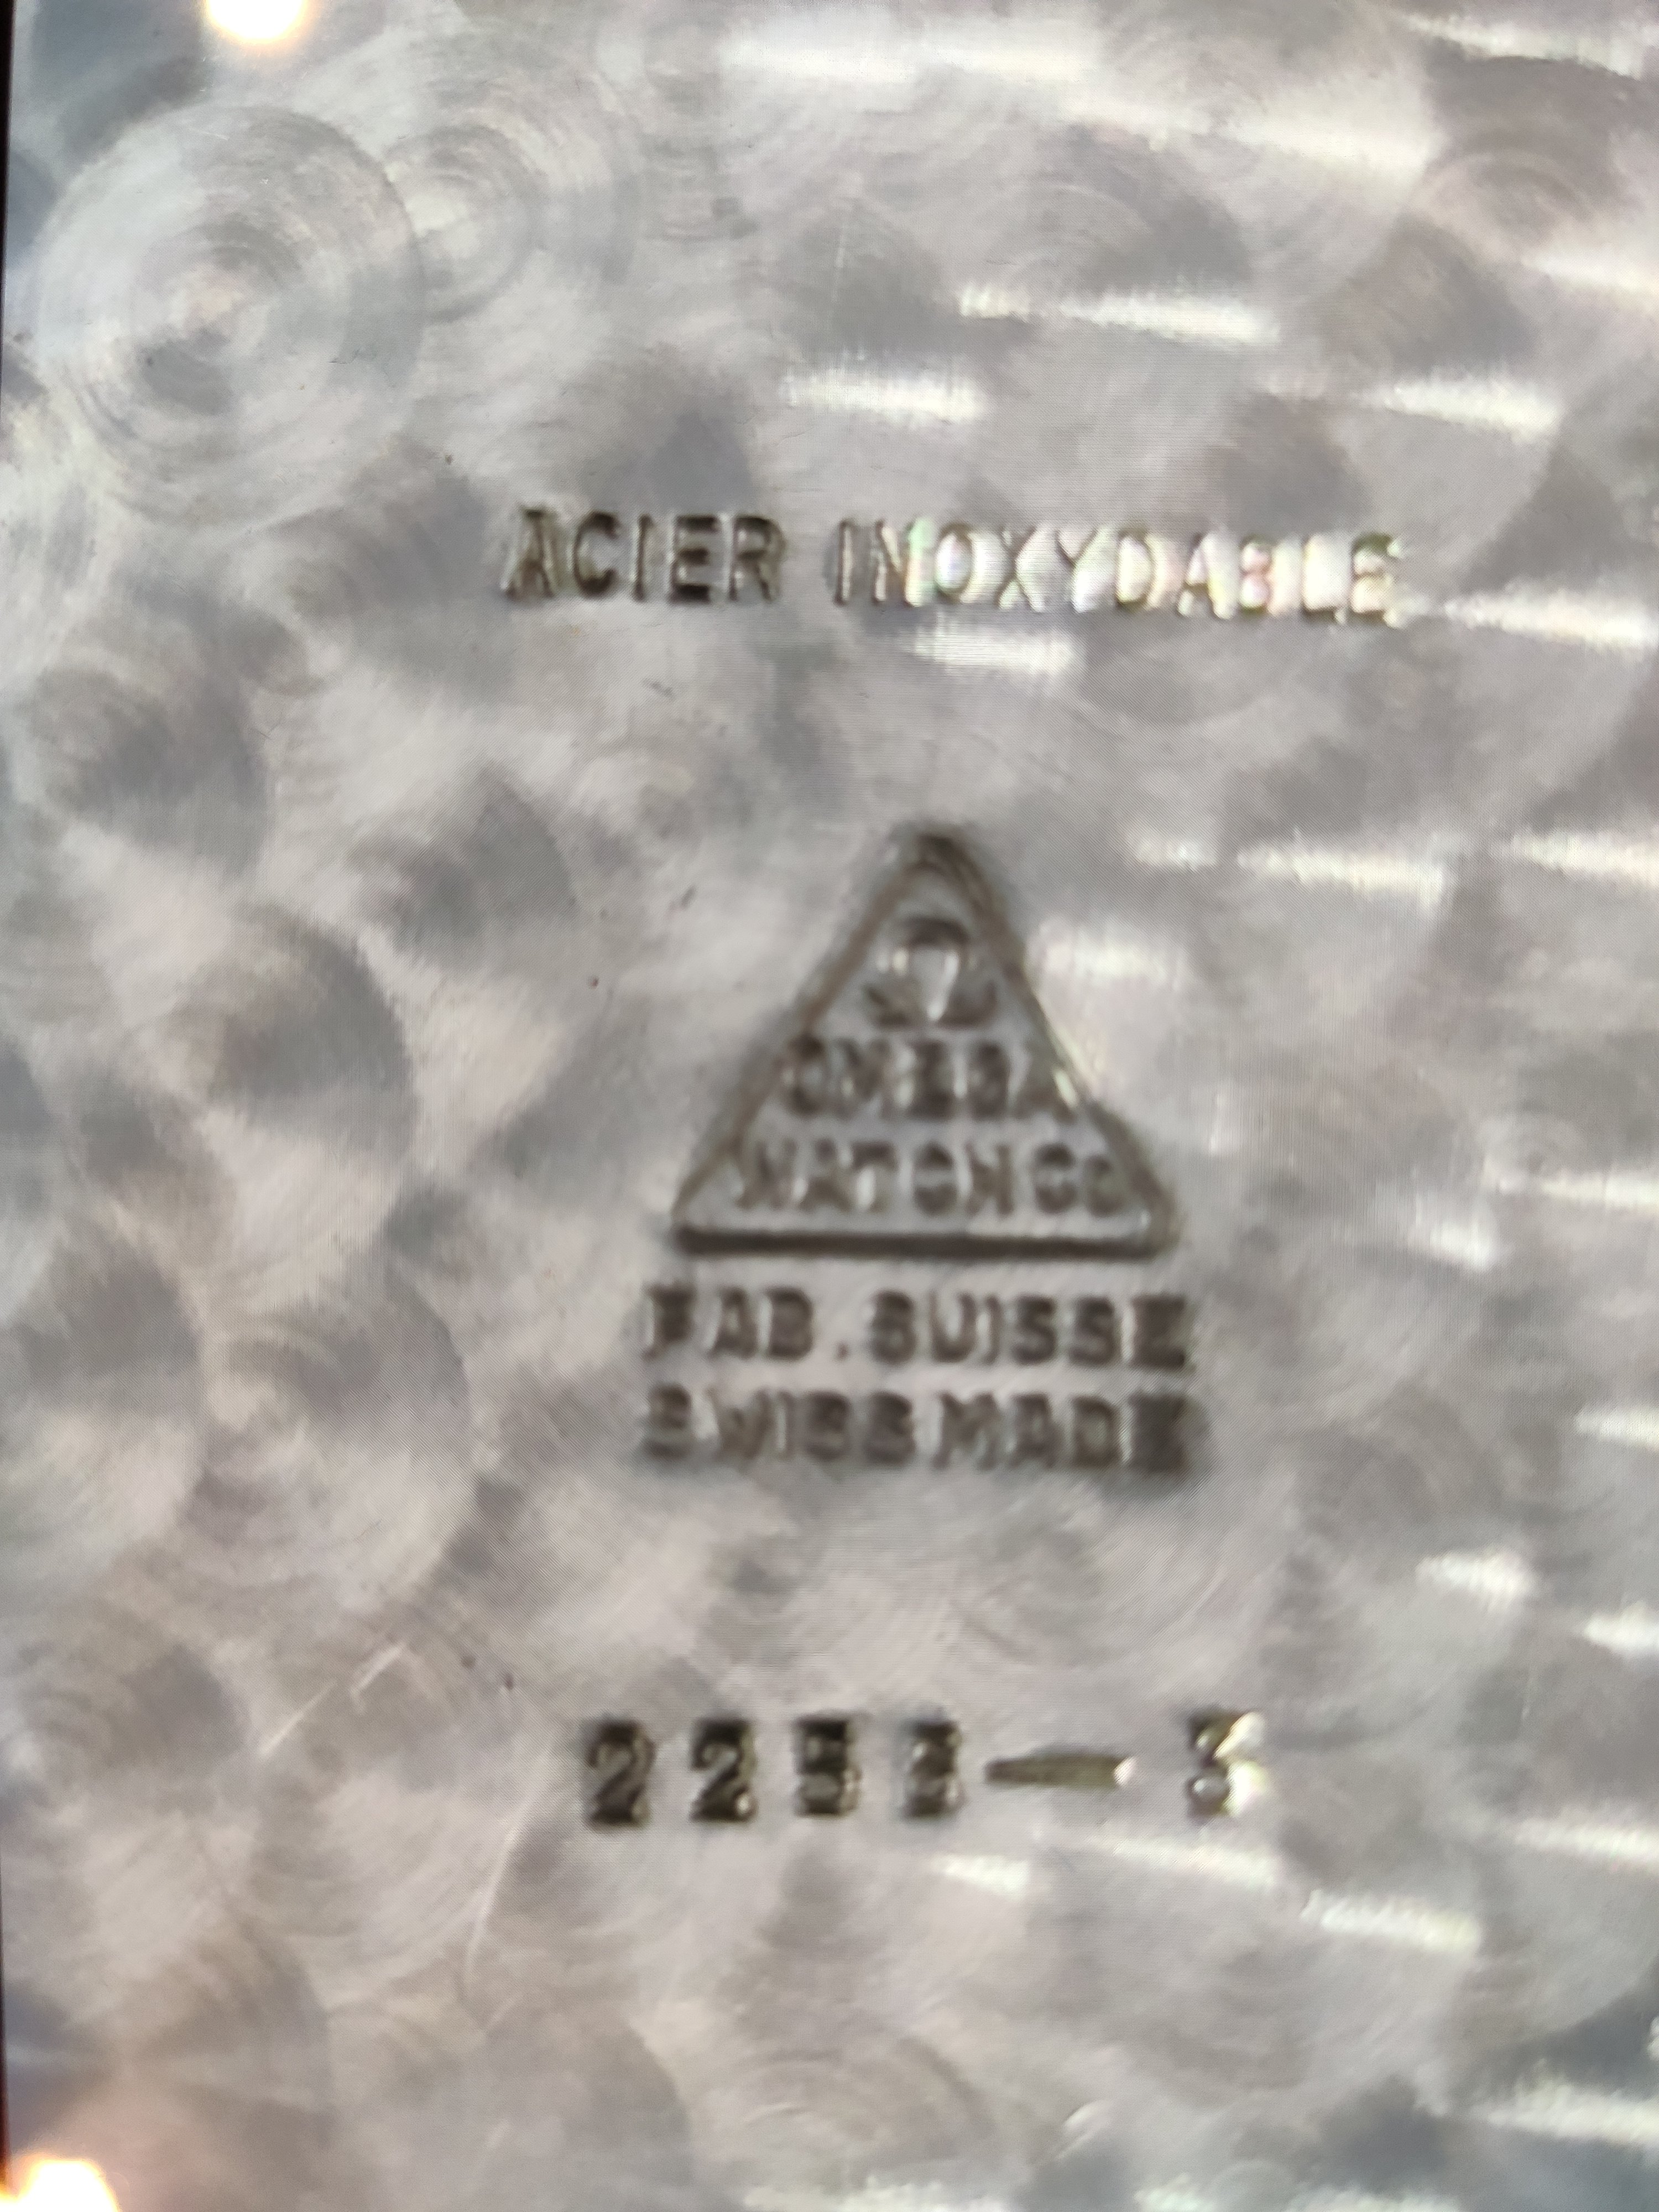 ACIER INOXYDABLE
Ω
OMEGA
WATCH Co
FAB. SUISSE
SWISS MADE